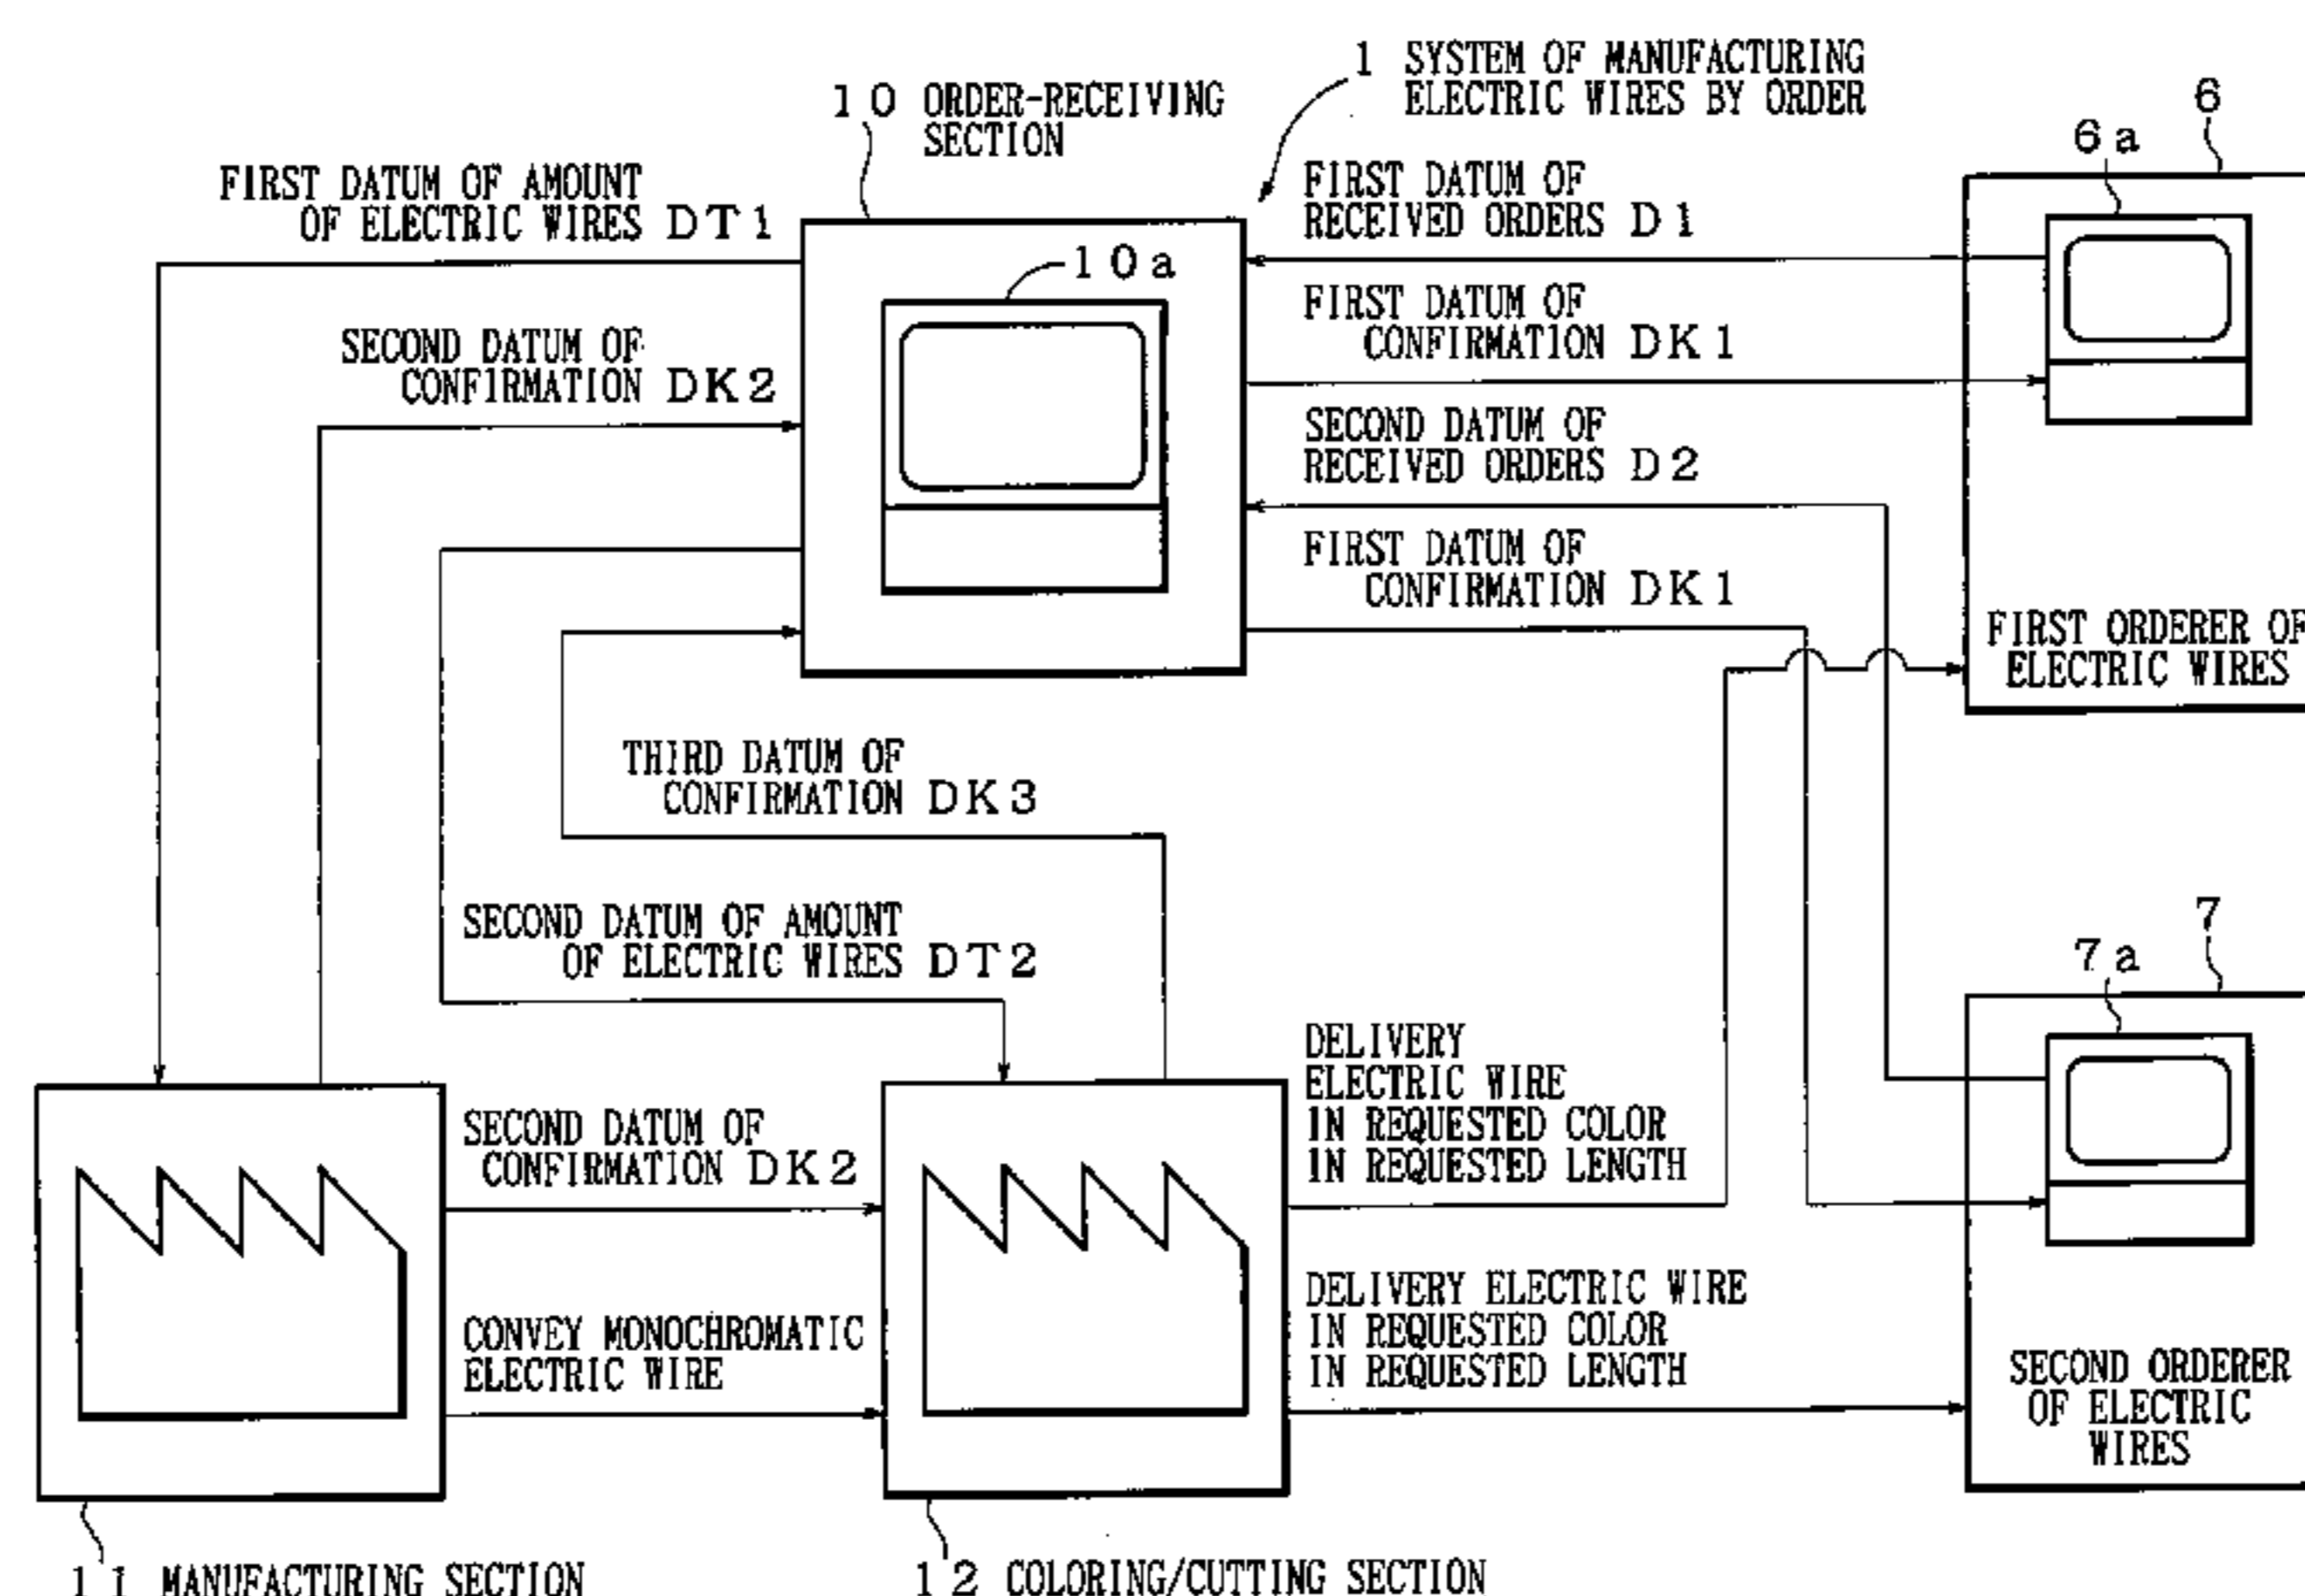 1 SYSTEM OF MANUFACTURING
ELECTRIC WIRES BY ORDER
10 ORDER-RECEIVING
SECTION
6
6a
FIRST DATUM OF AMOUNT
OF ELECTRIC WIRES DT1
FIRST DATUM OF
RECEIVED ORDERS D1
10a
SECOND DATUM OF
CONFIRMATION DK2
FIRST DATUM OF
CONFIRMATION DK1
SECOND DATUM OF
RECEIVED ORDERS D2
FIRST DATUM OF
CONFIRMATION DK1
FIRST ORDERER OF
ELECTRIC WIRES
THIRD DATUM OF
CONFIRMATION DK3
SECOND DATUM OF AMOUNT
OF ELECTRIC WIRES DT2
7
7a
DELIVERY
ELECTRIC WIRE
IN REQUESTED COLOR
IN REQUESTED LENGTH
SECOND DATUM OF
CONFIRMATION DK2
DELIVERY ELECTRIC WIRE
IN REQUESTED COLOR
IN REQUESTED LENGTH
CONVEY MONOCHROMATIC
ELECTRIC WIRE
SECOND ORDERER
OF ELECTRIC
WIRES
11 MANUFACTURING SECTION
12 COLORING/CUTTING SECTION